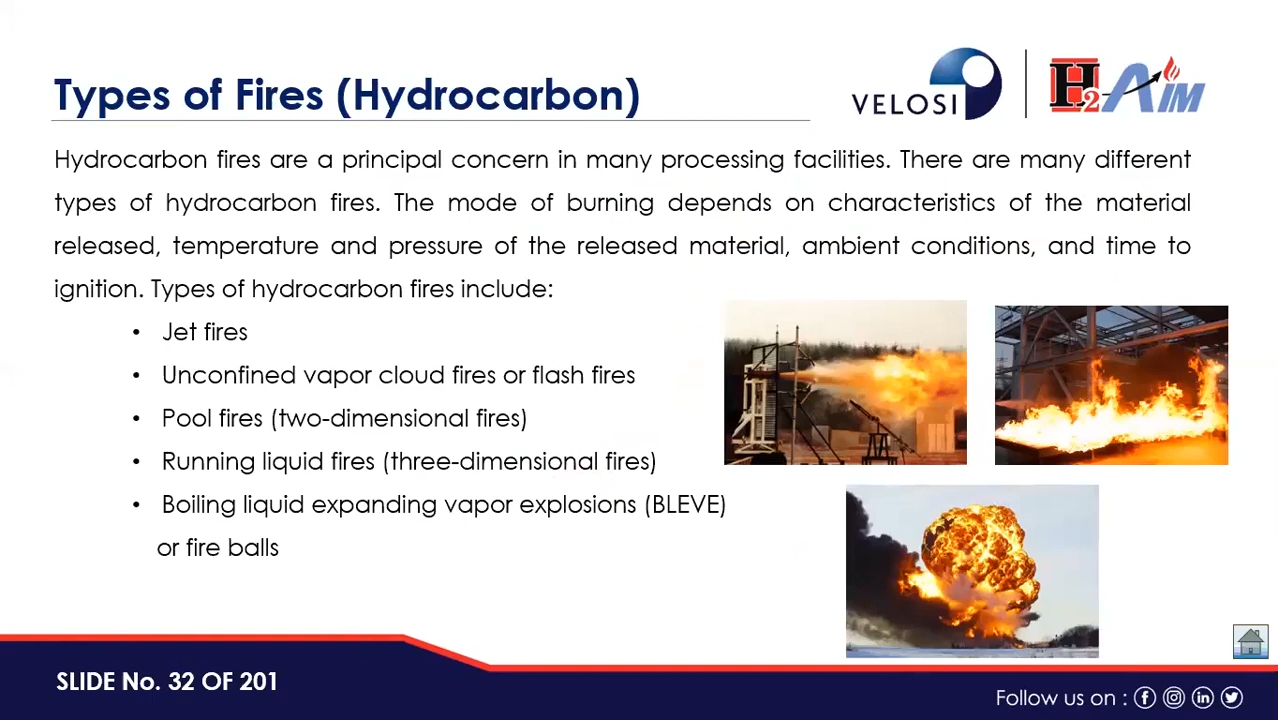 Types of Fires (Hydrocarbon)
VELOSI
H2AIM
Hydrocarbon fires are a principal concern in many processing facilities. There are many different
types of hydrocarbon fires. The mode of burning depends on characteristics of the material
released, temperature and pressure of the released material, ambient conditions, and time to
ignition. Types of hydrocarbon fires include:
• Jet fires
• Unconfined vapor cloud fires or flash fires
• Pool fires (two-dimensional fires)
• Running liquid fires (three-dimensional fires)
• Boiling liquid expanding vapor explosions (BLEVE)
or fire balls
SLIDE No. 32 OF 201
Follow us on :